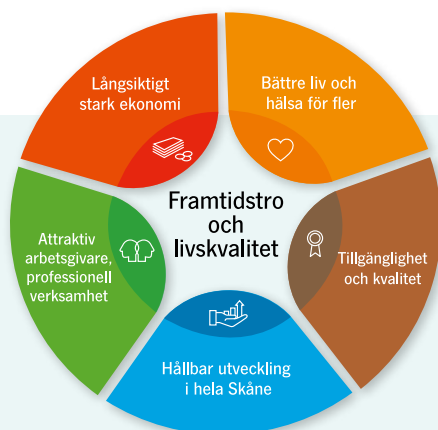 Långsiktigt
stark ekonomi
Bättre liv och
hälsa för fler
Framtidstro
och
livskvalitet
Attraktiv
arbetsgivare,
professionell
verksamhet
Tillgänglighet
och kvalitet
Hållbar utveckling
i hela Skåne